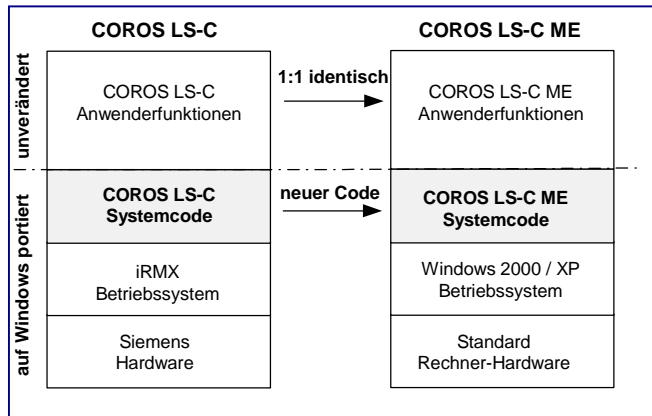 COROS LS-C
COROS LS-C ME
unverändert
COROS LS-C
Anwenderfunktionen
1:1 identisch
COROS LS-C ME
Anwenderfunktionen
auf Windows portiert
COROS LS-C
Systemcode
neuer Code
COROS LS-C ME
Systemcode
iRMX
Betriebssystem
Windows 2000 / XP
Betriebssystem
Siemens
Hardware
Standard
Rechner-Hardware